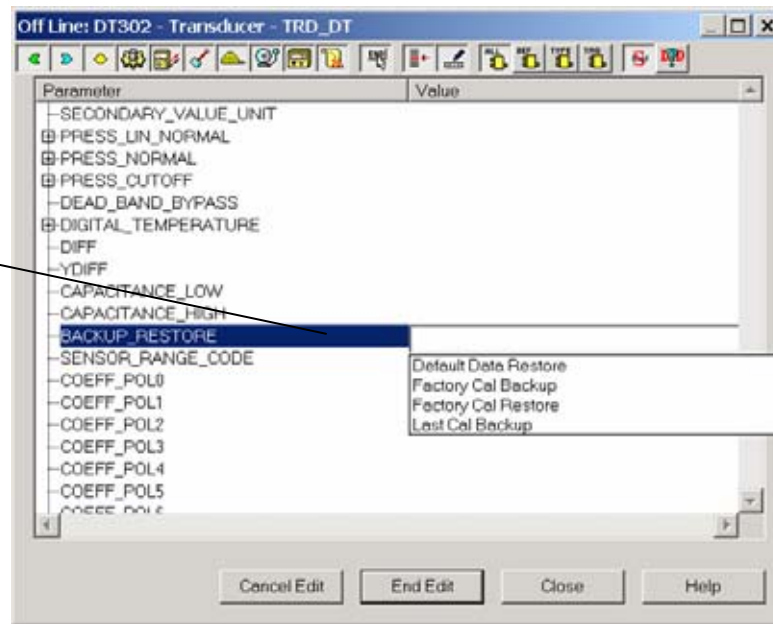 Off Line: DT302 - Transducer - TRD_DT
Parameter Value
SECONDARY_VALUE_UNIT
PRESS_LIN_NORMAL
PRESS_NORMAL
PRESS_CUTOFF
DEAD_BAND_BYPASS
DIGITAL_TEMPERATURE
DIFF
YDIFF
CAPACITANCE_LOW
CAPACITANCE_HIGH
BACKUP_RESTORE
SENSOR_RANGE_CODE
Default Data Restore
COEFF_POL0
Factory Cal Backup
COEFF_POL1
Factory Cal Restore
COEFF_POL2
Last Cal Backup
COEFF_POL3
COEFF_POL4
COEFF_POL5
Cancel Edit End Edit Close Help